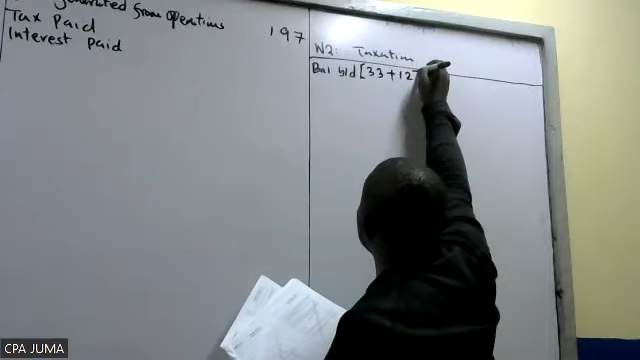 generated from operations 197
Tax Paid
Interest Paid
W2: Taxation
Bal b/d [33+12
CPA JUMA